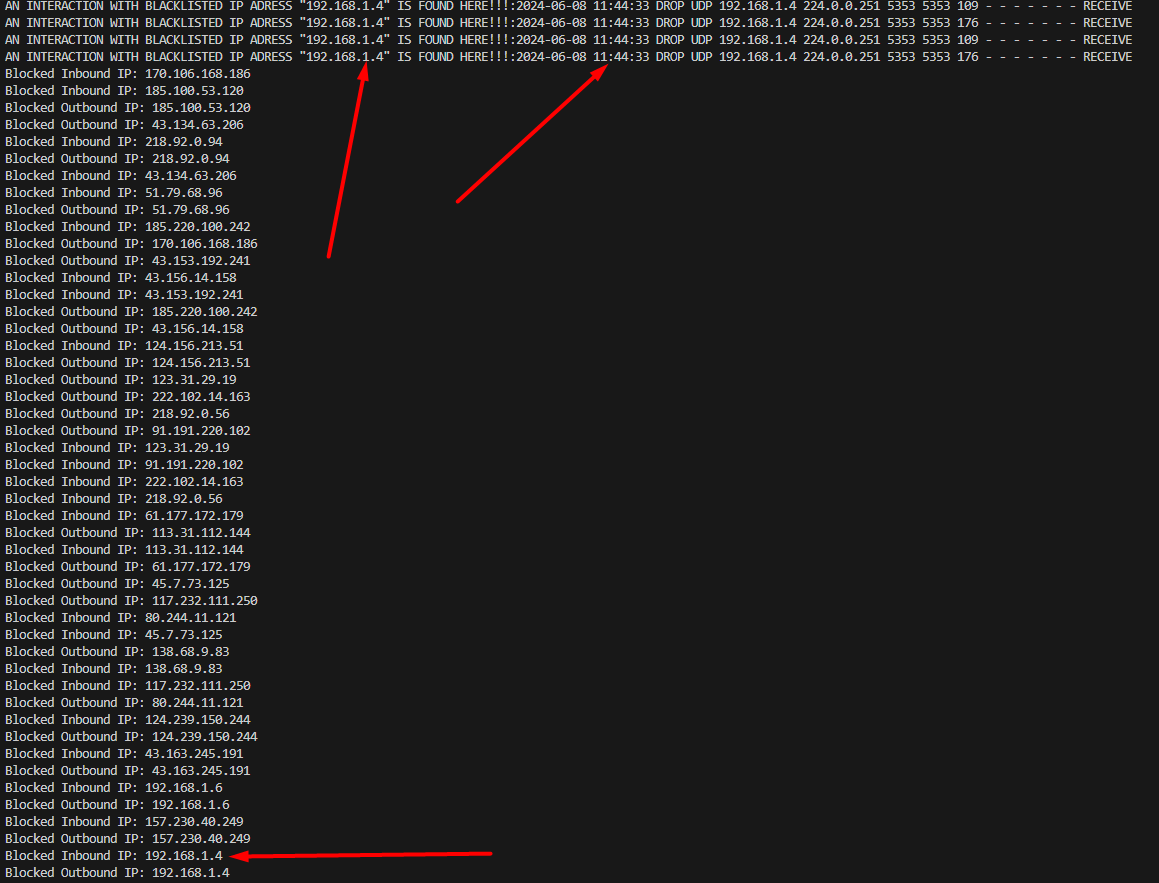 AN INTERACTION WITH BLACKLISTED IP ADRESS "192.168.1.4" IS FOUND HERE!!!:2024-06-08 11:44:33 DROP UDP 192.168.1.4 224.0.0.251 5353 5353 109 - - - - - - - RECEIVE
AN INTERACTION WITH BLACKLISTED IP ADRESS "192.168.1.4" IS FOUND HERE!!!:2024-06-08 11:44:33 DROP UDP 192.168.1.4 224.0.0.251 5353 5353 176 - - - - - - - RECEIVE
AN INTERACTION WITH BLACKLISTED IP ADRESS "192.168.1.4" IS FOUND HERE!!!:2024-06-08 11:44:33 DROP UDP 192.168.1.4 224.0.0.251 5353 5353 109 - - - - - - - RECEIVE
AN INTERACTION WITH BLACKLISTED IP ADRESS "192.168.1.4" IS FOUND HERE!!!:2024-06-08 11:44:33 DROP UDP 192.168.1.4 224.0.0.251 5353 5353 176 - - - - - - - RECEIVE
Blocked Inbound IP: 170.106.168.186
Blocked Inbound IP: 185.100.53.120
Blocked Outbound IP: 185.100.53.120
Blocked Outbound IP: 43.134.63.206
Blocked Inbound IP: 218.92.0.94
Blocked Outbound IP: 218.92.0.94
Blocked Inbound IP: 43.134.63.206
Blocked Inbound IP: 51.79.68.96
Blocked Outbound IP: 51.79.68.96
Blocked Inbound IP: 185.220.100.242
Blocked Outbound IP: 170.106.168.186
Blocked Outbound IP: 43.153.192.241
Blocked Inbound IP: 43.156.14.158
Blocked Inbound IP: 43.153.192.241
Blocked Outbound IP: 185.220.100.242
Blocked Outbound IP: 43.156.14.158
Blocked Inbound IP: 124.156.213.51
Blocked Outbound IP: 124.156.213.51
Blocked Outbound IP: 123.31.29.19
Blocked Outbound IP: 222.102.14.163
Blocked Outbound IP: 218.92.0.56
Blocked Outbound IP: 91.191.220.102
Blocked Inbound IP: 123.31.29.19
Blocked Inbound IP: 91.191.220.102
Blocked Inbound IP: 222.102.14.163
Blocked Inbound IP: 218.92.0.56
Blocked Inbound IP: 61.177.172.179
Blocked Outbound IP: 113.31.112.144
Blocked Inbound IP: 113.31.112.144
Blocked Outbound IP: 61.177.172.179
Blocked Outbound IP: 45.7.73.125
Blocked Outbound IP: 117.232.111.250
Blocked Inbound IP: 80.244.11.121
Blocked Inbound IP: 45.7.73.125
Blocked Outbound IP: 138.68.9.83
Blocked Inbound IP: 138.68.9.83
Blocked Inbound IP: 117.232.111.250
Blocked Outbound IP: 80.244.11.121
Blocked Inbound IP: 124.239.150.244
Blocked Outbound IP: 124.239.150.244
Blocked Inbound IP: 43.163.245.191
Blocked Outbound IP: 43.163.245.191
Blocked Inbound IP: 192.168.1.6
Blocked Outbound IP: 192.168.1.6
Blocked Inbound IP: 157.230.40.249
Blocked Outbound IP: 157.230.40.249
Blocked Inbound IP: 192.168.1.4
Blocked Outbound IP: 192.168.1.4